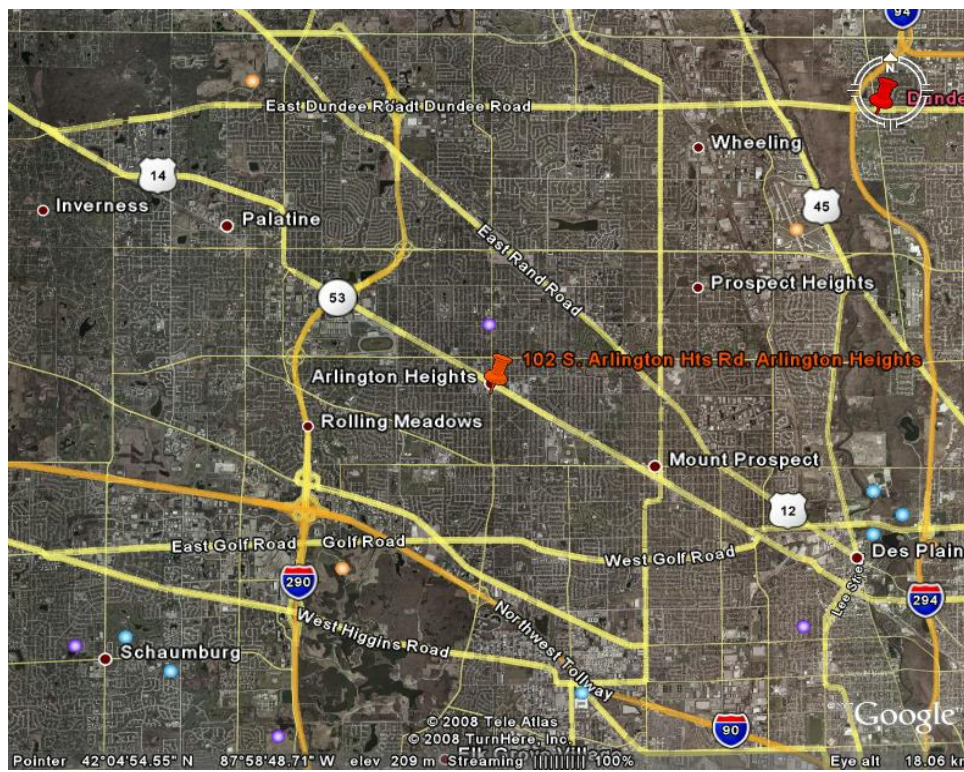 94
N
East Dundee Roadt Dundee Road
Dunde
Wheeling
14
Inverness
Palatine
45
East Rand Road
Prospect Heights
53
102 S. Arlington Hts Rd. Arlington Heights
Arlington Heights
Rolling Meadows
Mount Prospect
12
East Golf Road
Golf Road
West Golf Road
Des Plain
Lee Stre
290
294
Northwest Tollway
West Higgins Road
Schaumburg
© 2008 Tele Atlas
© 2008 TurnHere, Inc.
Elk Grove Village
90
Google
Pointer 42°04'54.55" N 87°58'48.71" W elev 209 m Streaming 100% Eye alt 18.06 km